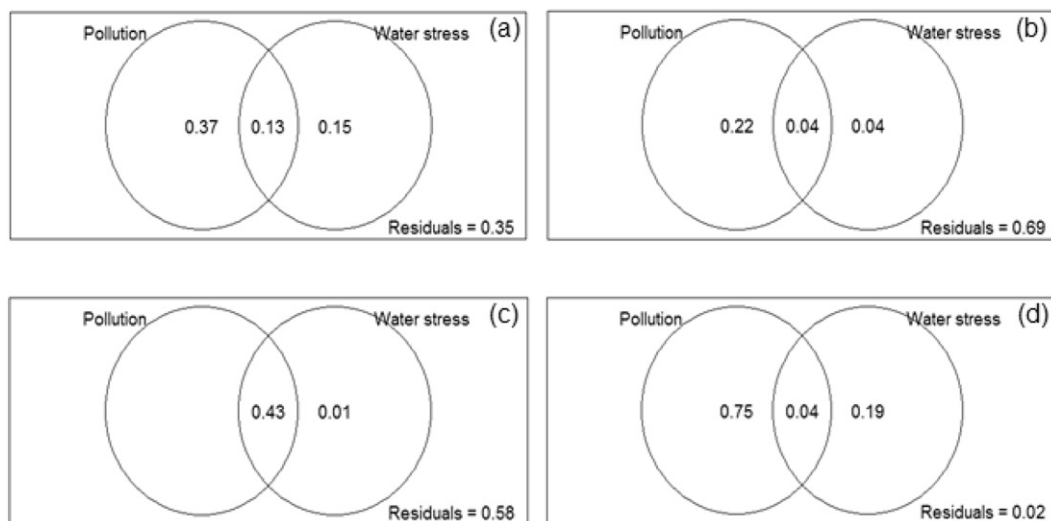 Pollution Water stress (a)
0.37 0.13 0.15
Residuals = 0.35
Pollution Water stress (b)
0.22 0.04 0.04
Residuals = 0.69
Pollution Water stress (c)
0.43 0.01
Residuals = 0.58
Pollution Water stress (d)
0.75 0.04 0.19
Residuals = 0.02